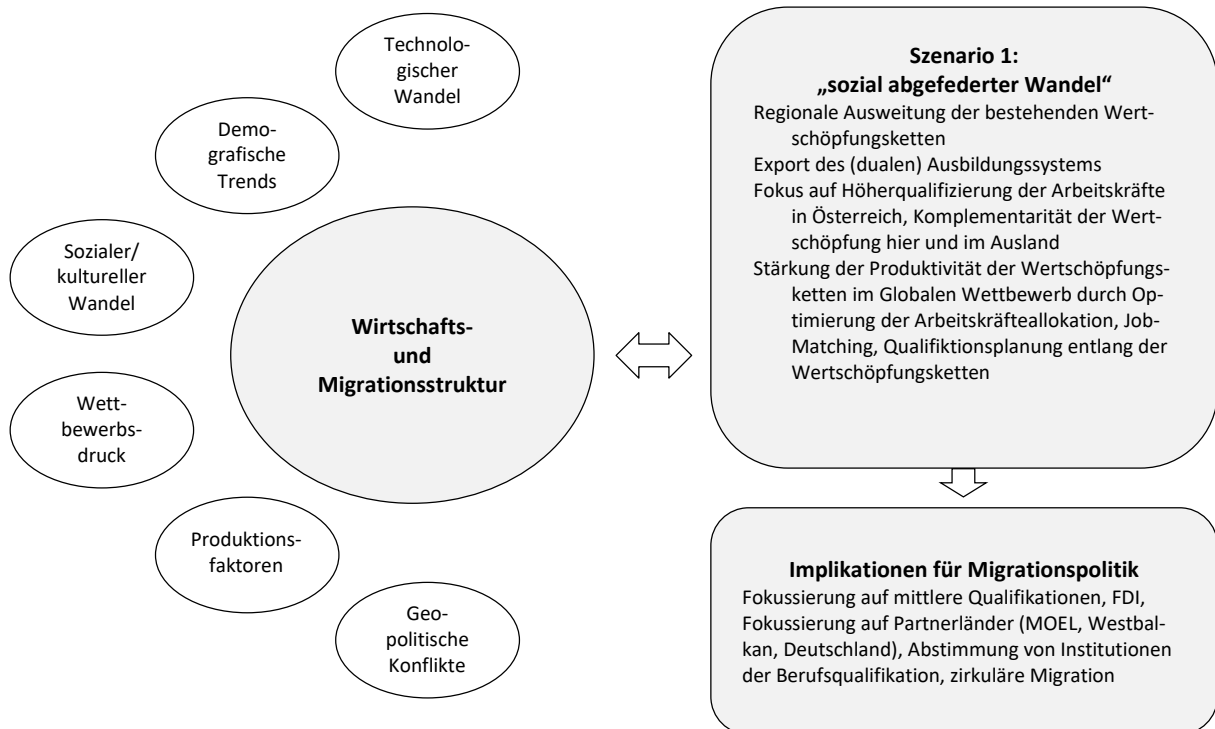 Technolo-
gischer
Wandel
Demo-
grafische
Trends
Sozialer/
kultureller
Wandel
Wett-
bewerbs-
druck
Produktions-
faktoren
Geo-
politische
Konflikte
Wirtschafts-
und
Migrationsstruktur
Szenario 1:
„sozial abgefederter Wandel“
Regionale Ausweitung der bestehenden Wert-
schöpfungsketten
Export des (dualen) Ausbildungssystems
Fokus auf Höherqualifizierung der Arbeitskräfte
in Österreich, Komplementarität der Wert-
schöpfung hier und im Ausland
Stärkung der Produktivität der Wertschöpfungs-
ketten im Globalen Wettbewerb durch Op-
timierung der Arbeitskräfteallokation, Job-
Matching, Qualifiktionsplanung entlang der
Wertschöpfungsketten
Implikationen für Migrationspolitik
Fokussierung auf mittlere Qualifikationen, FDI,
Fokussierung auf Partnerländer (MOEL, Westbal-
kan, Deutschland), Abstimmung von Institutionen
der Berufsqualifikation, zirkuläre Migration